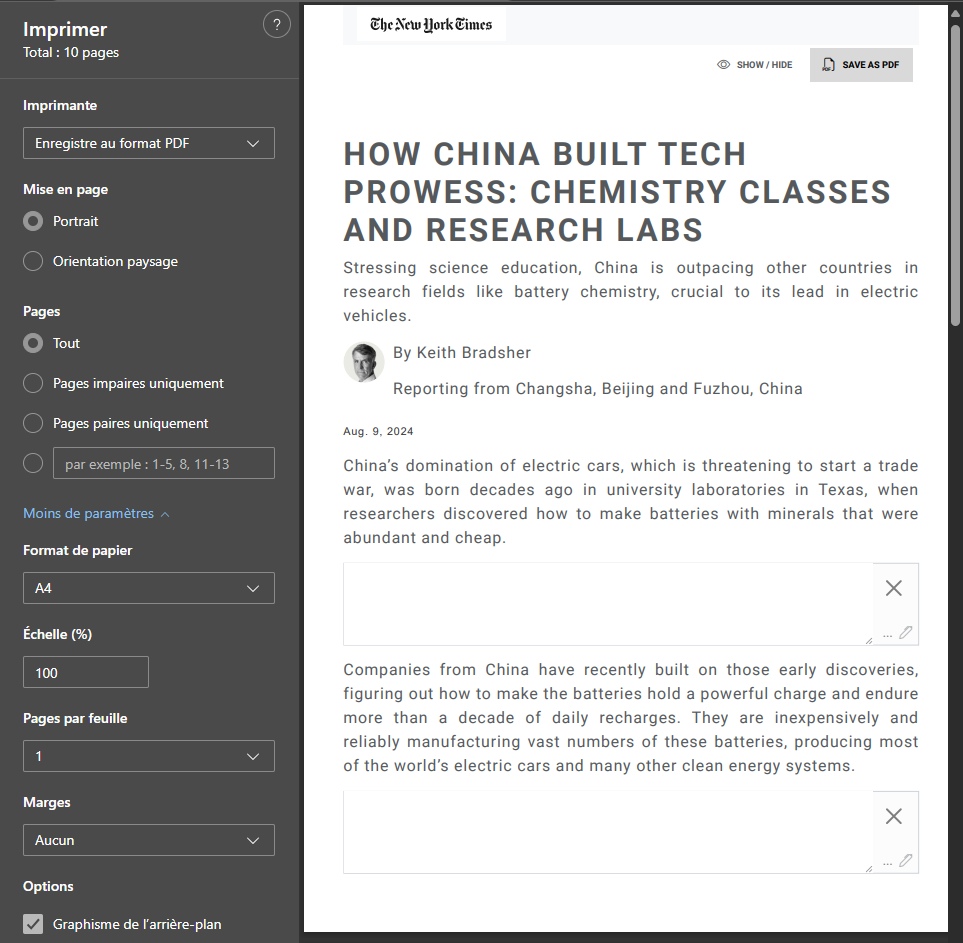 Imprimer
Total : 10 pages
?
Imprimante
Enregistre au format PDF
Mise en page
Portrait
Orientation paysage
Pages
Tout
Pages impaires uniquement
Pages paires uniquement
par exemple : 1-5, 8, 11-13
Moins de paramètres
Format de papier
A4
Échelle (%)
100
Pages par feuille
1
Marges
Aucun
Options
Graphisme de l’arrière-plan
The New York Times
SHOW / HIDE
PDF
SAVE AS PDF
HOW CHINA BUILT TECH
PROWESS: CHEMISTRY CLASSES
AND RESEARCH LABS
Stressing science education, China is outpacing other countries in
research fields like battery chemistry, crucial to its lead in electric
vehicles.
By Keith Bradsher
Reporting from Changsha, Beijing and Fuzhou, China
Aug. 9, 2024
China’s domination of electric cars, which is threatening to start a trade
war, was born decades ago in university laboratories in Texas, when
researchers discovered how to make batteries with minerals that were
abundant and cheap.
...
Companies from China have recently built on those early discoveries,
figuring out how to make the batteries hold a powerful charge and endure
more than a decade of daily recharges. They are inexpensively and
reliably manufacturing vast numbers of these batteries, producing most
of the world’s electric cars and many other clean energy systems.
...